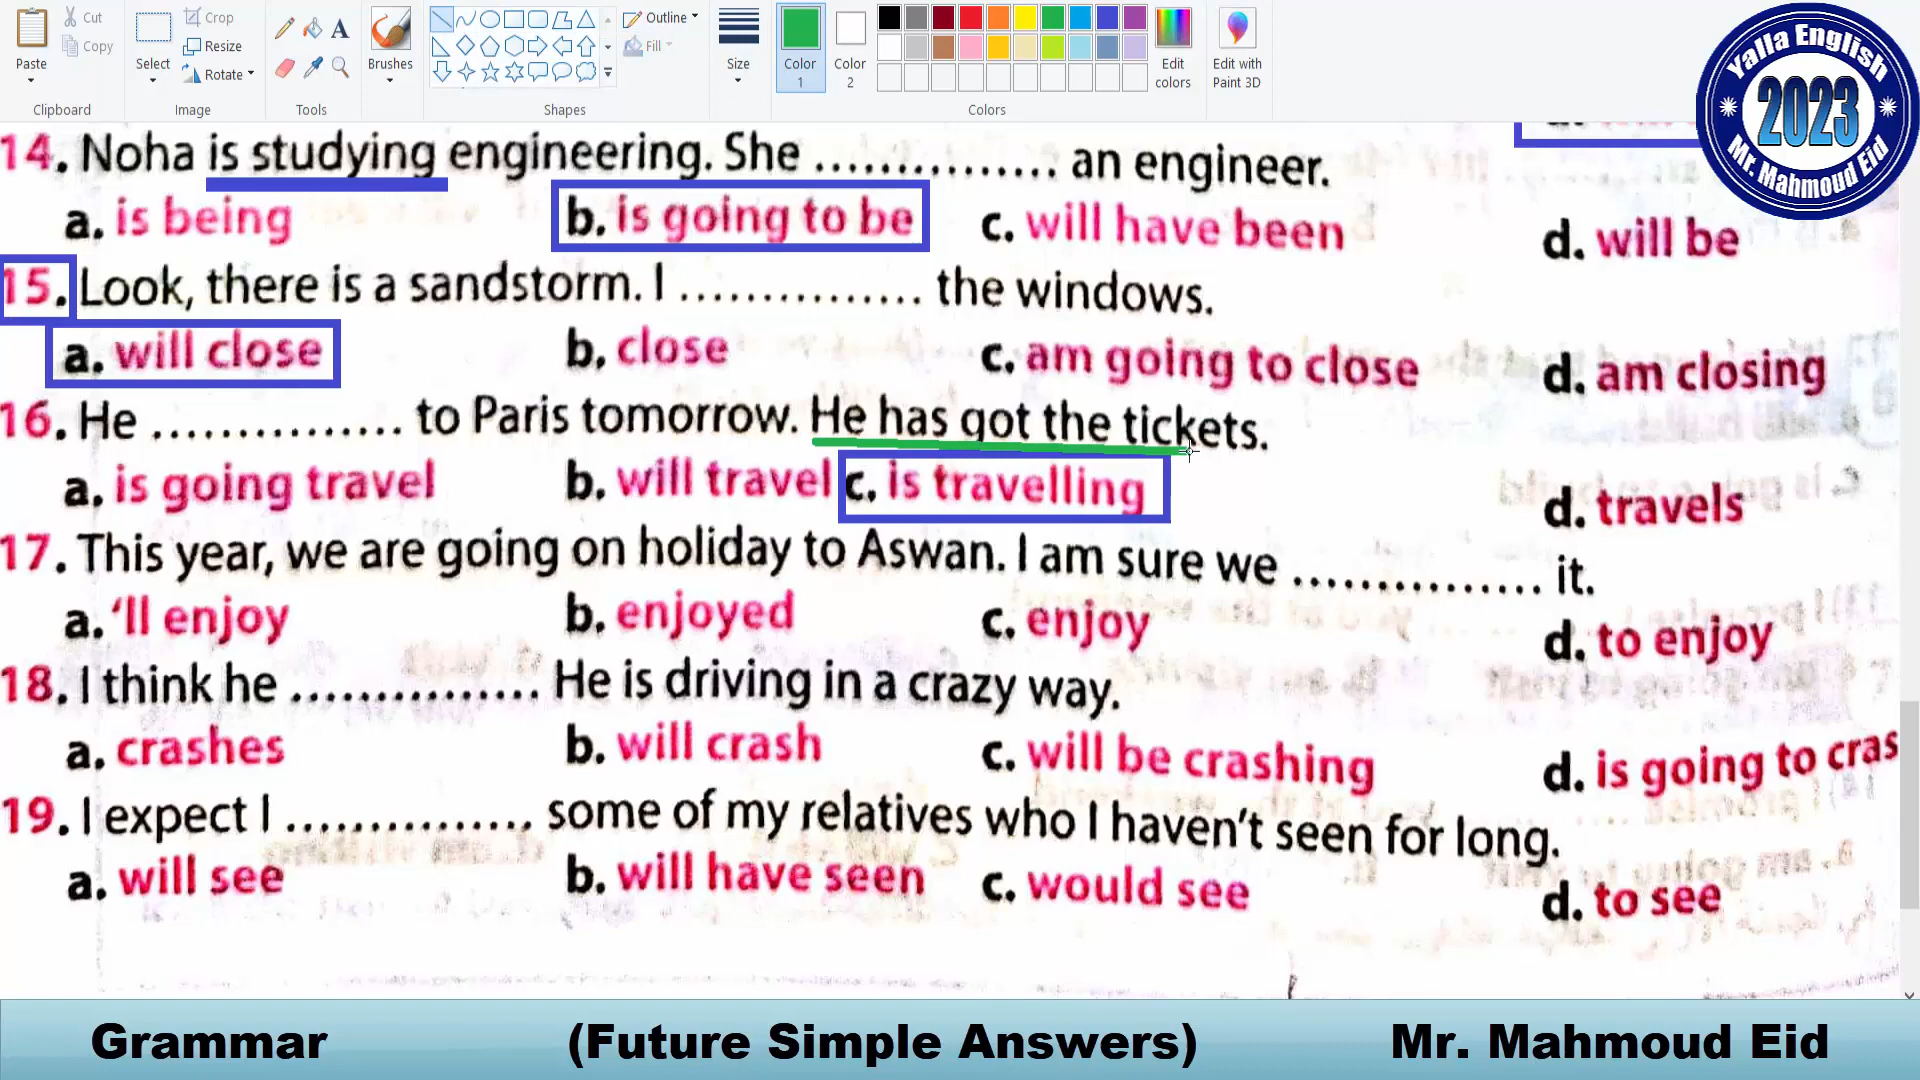 Cut
Copy
Paste
Clipboard
Select
Crop
Resize
Rotate
Image
A
Tools
Brushes
Shapes
Outline
Fill
Size
Color 1
Color 2
Edit colors
Edit with Paint 3D
Colors
Yalla English
2023
Mr. Mahmoud Eid
14. Noha is studying engineering. She ............... an engineer.
a. is being b. is going to be c. will have been d. will be
15. Look, there is a sandstorm. I ............... the windows.
a. will close b. close c. am going to close d. am closing
16. He ............... to Paris tomorrow. He has got the tickets.
a. is going travel b. will travel c. is travelling d. travels
17. This year, we are going on holiday to Aswan. I am sure we ............... it.
a. 'll enjoy b. enjoyed c. enjoy d. to enjoy
18. I think he ............... He is driving in a crazy way.
a. crashes b. will crash c. will be crashing d. is going to cras
19. I expect I ............... some of my relatives who I haven't seen for long.
a. will see b. will have seen c. would see d. to see
Grammar (Future Simple Answers) Mr. Mahmoud Eid